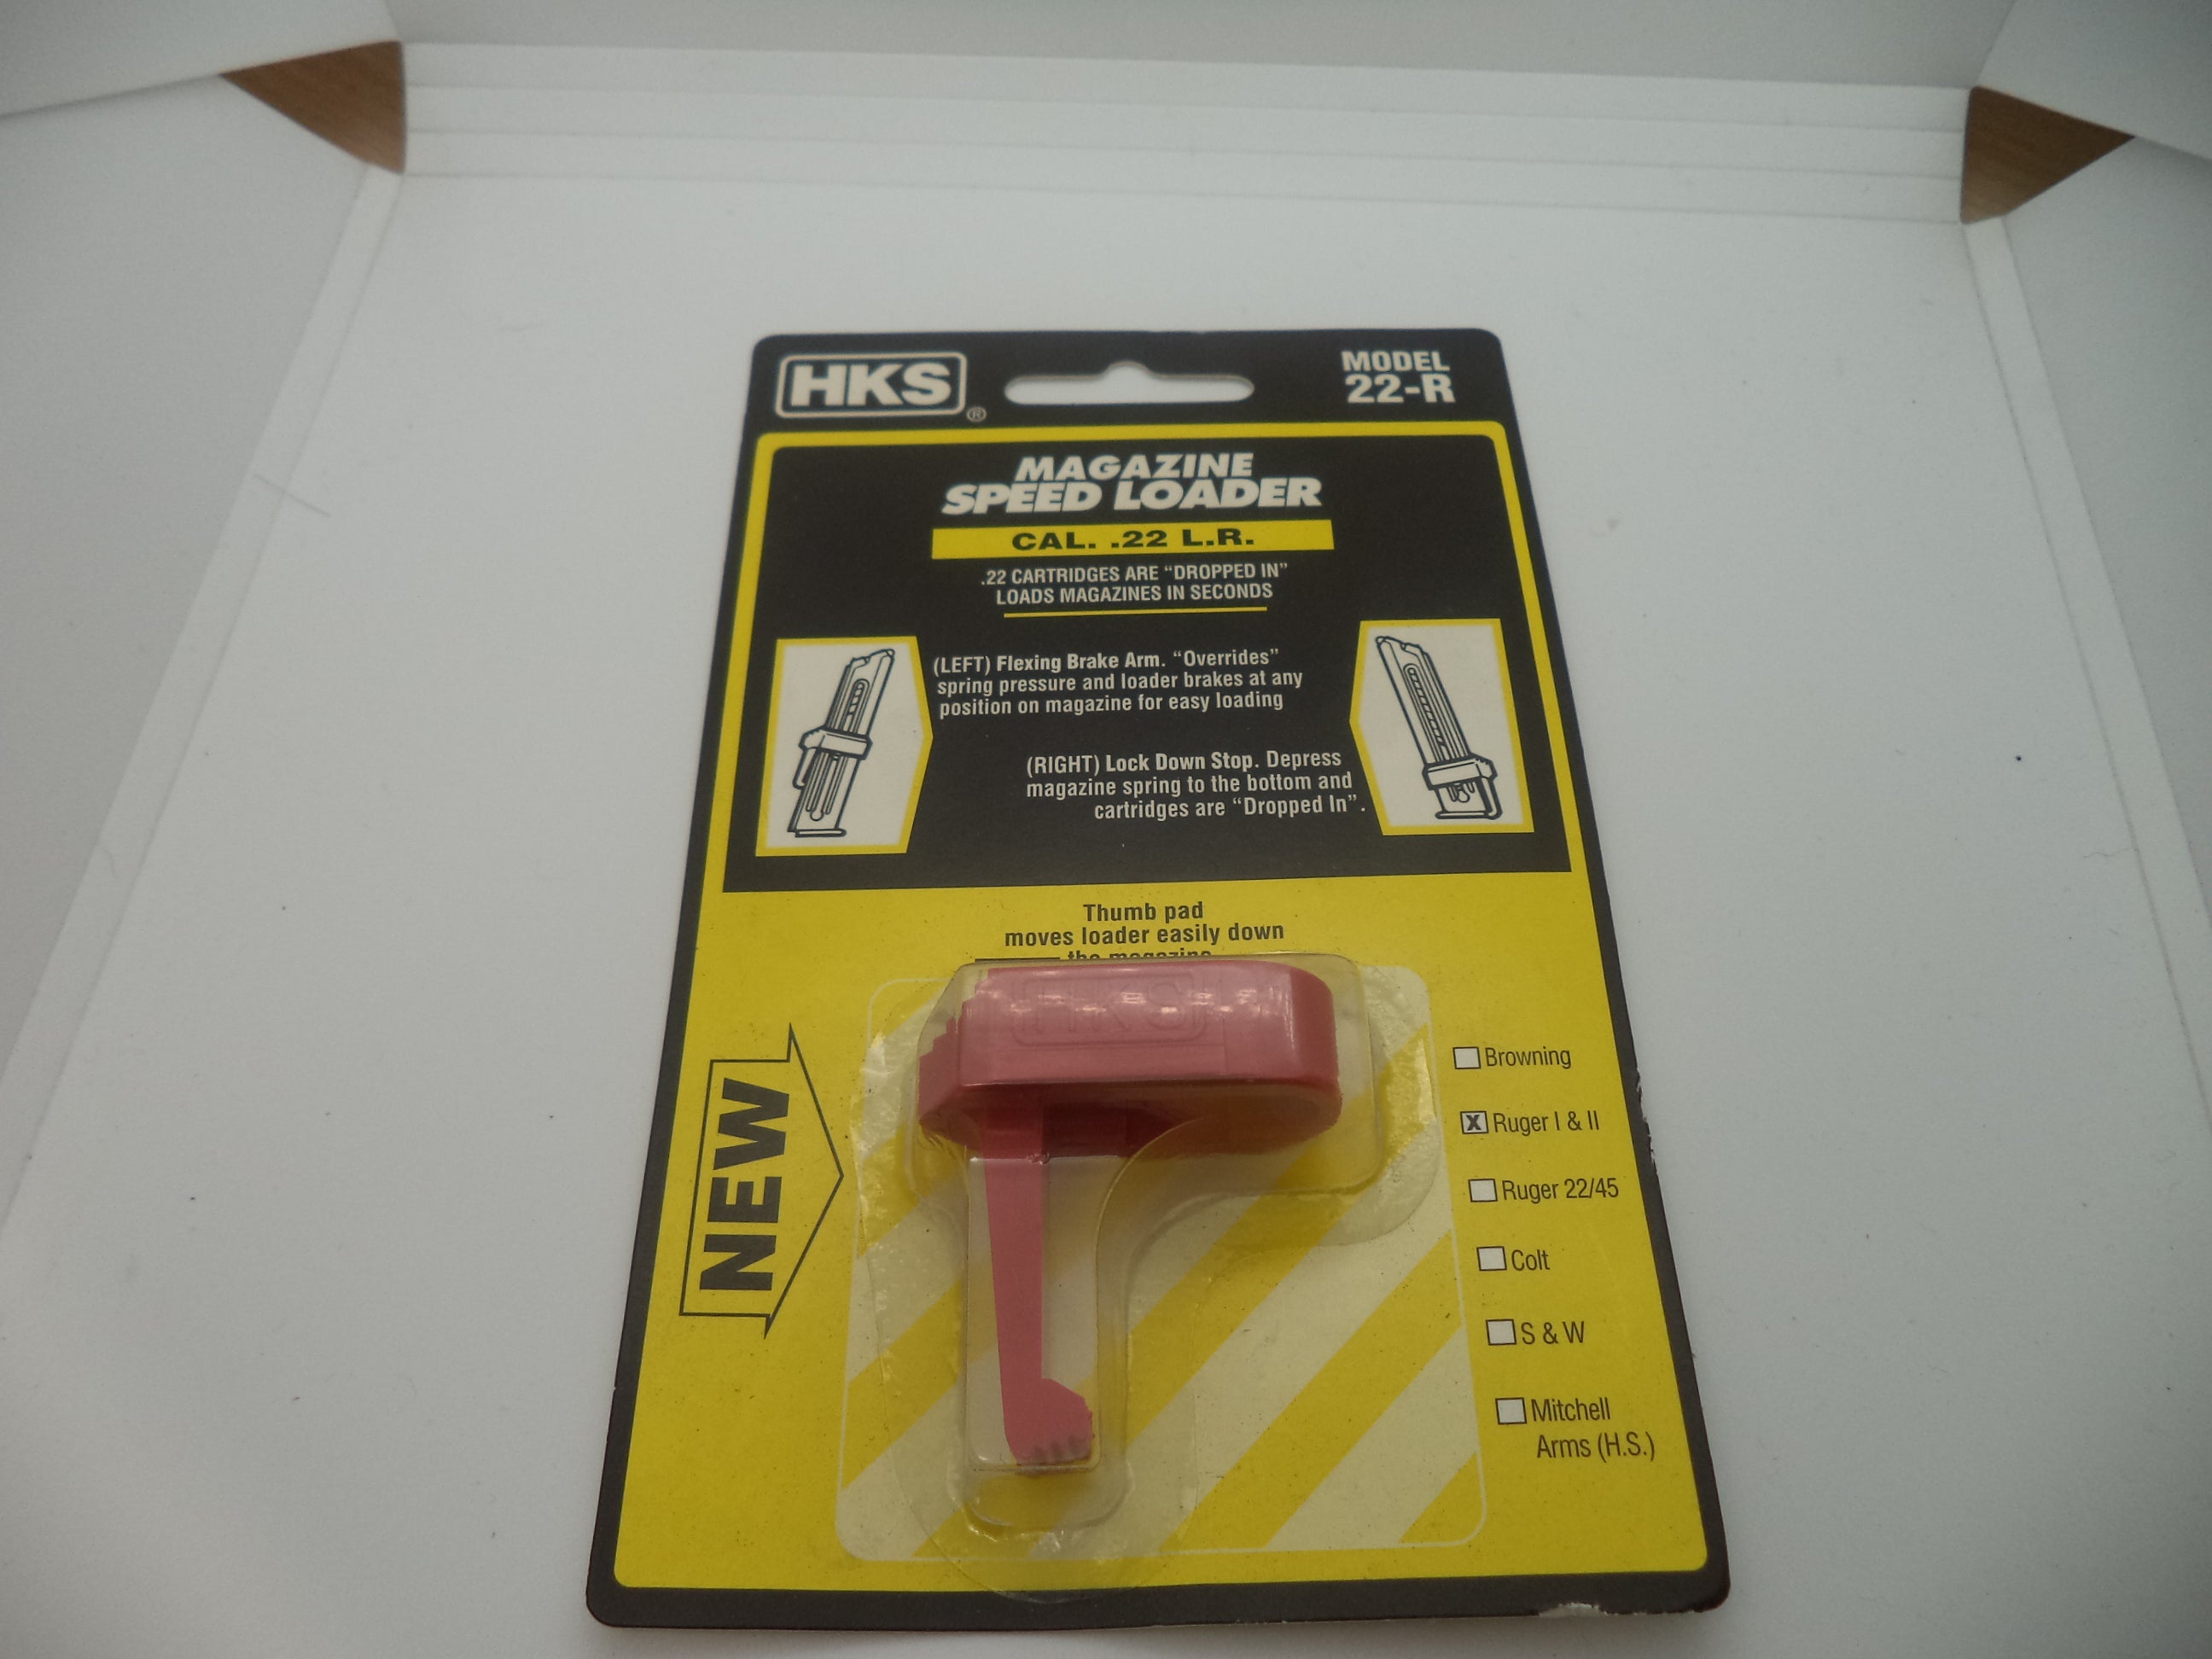 HKS®
MODEL
22-R
MAGAZINE
SPEED LOADER
CAL. .22 L.R.
.22 CARTRIDGES ARE “DROPPED IN”
LOADS MAGAZINES IN SECONDS
(LEFT) Flexing Brake Arm. “Overrides”
spring pressure and loader brakes at any
position on magazine for easy loading
(RIGHT) Lock Down Stop. Depress
magazine spring to the bottom and
cartridges are “Dropped In”.
Thumb pad
moves loader easily down
the magazine
HKS
NEW
Browning
X Ruger I & II
Ruger 22/45
Colt
S & W
Mitchell
Arms (H.S.)